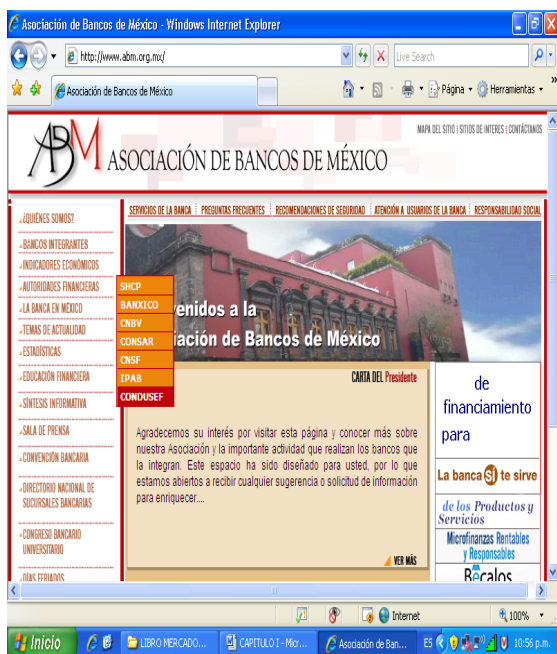 Asociación de Bancos de México - Windows Internet Explorer
http://www.abm.org.mx/
Live Search
Asociación de Bancos de México
Página
Herramientas
MAPA DEL SITIO | SITIOS DE INTERES | CONTÁCTANOS
ABM ASOCIACIÓN DE BANCOS DE MÉXICO
SERVICIOS DE LA BANCA | PREGUNTAS FRECUENTES | RECOMENDACIONES DE SEGURIDAD | ATENCIÓN A USUARIOS DE LA BANCA | RESPONSABILIDAD SOCIAL
¿QUIÉNES SOMOS?
BANCOS INTEGRANTES
INDICADORES ECONÓMICOS
AUTORIDADES FINANCIERAS
LA BANCA EN MÉXICO
TEMAS DE ACTUALIDAD
ESTADÍSTICAS
EDUCACIÓN FINANCIERA
SÍNTESIS INFORMATIVA
SALA DE PRENSA
CONVENCIÓN BANCARIA
DIRECTORIO NACIONAL DE
SUCURSALES BANCARIAS
CONGRESO BANCARIO
UNIVERSITARIO
DÍAS FERIADOS
SHCP
BANXICO
CNBV
CONSAR
CNSF
IPAB
CONDUSEF
venidos a la
iación de Bancos de México
CARTA DEL Presidente
Agradecemos su interés por visitar esta página y conocer más sobre
nuestra Asociación y la importante actividad que realizan los bancos que
la integran. Este espacio ha sido diseñado para usted, por lo que
estamos abiertos a recibir cualquier sugerencia o solicitud de información
para enriquecer....
VER MÁS
de
financiamiento
para
La banca SÍ te sirve
de los Productos y
Servicios
Microfinanzas Rentables
y Responsables
Becalos
Internet
100%
Inicio
LIBRO MERCADO...
CAPITULO I - Micr...
Asociación de Ban...
ES
10:56 p.m.